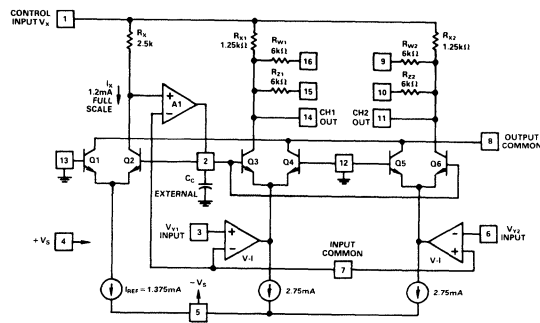 CONTROL
INPUT VX
1
RX
2.5k
IX
1.2mA
FULL
SCALE
A1
+
−
RX1
1.25kΩ
RW1
6kΩ
16
RZ1
6kΩ
15
14
CH1
OUT
RW2
6kΩ
9
RX2
1.25kΩ
RZ2
6kΩ
10
CH2
OUT
11
8
OUTPUT
COMMON
13
Q1
Q2
2
Q3
Q4
12
Q5
Q6
CC
EXTERNAL
VY1
INPUT
3
+
−
V-I
INPUT
COMMON
7
−
+
V-I
6
VY2
INPUT
+VS
4
IREF = 1.375mA
−VS
5
2.75mA
2.75mA